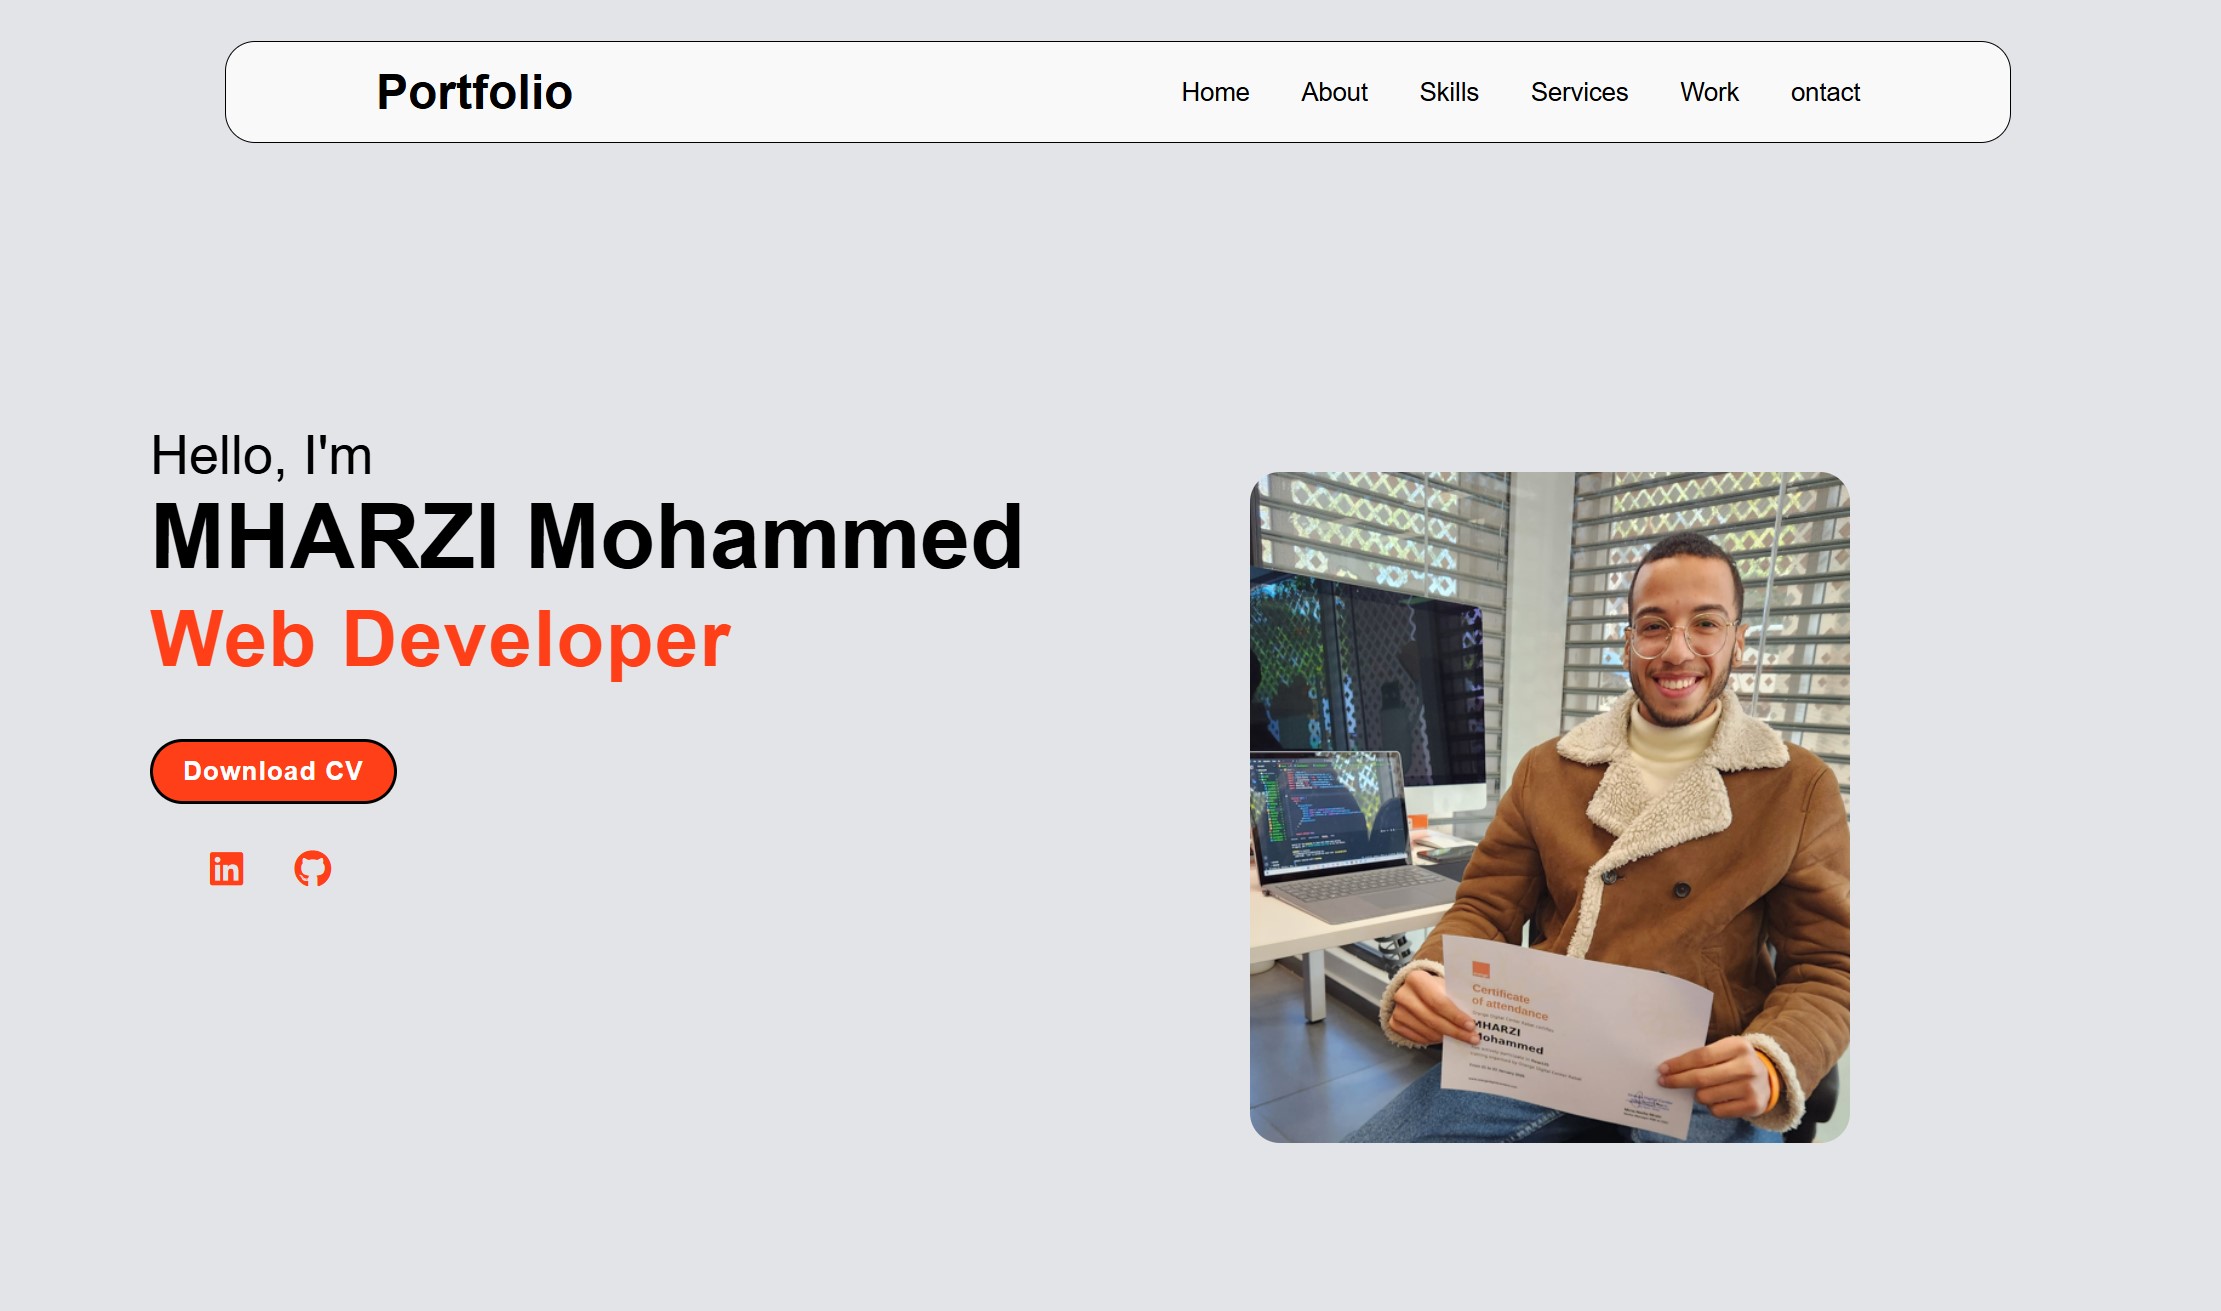 Portfolio
Home About Skills Services Work ontact
Hello, I'm
MHARZI Mohammed
Web Developer
Download CV
in
Certificate
of attendance
MHARZI
Mohammed